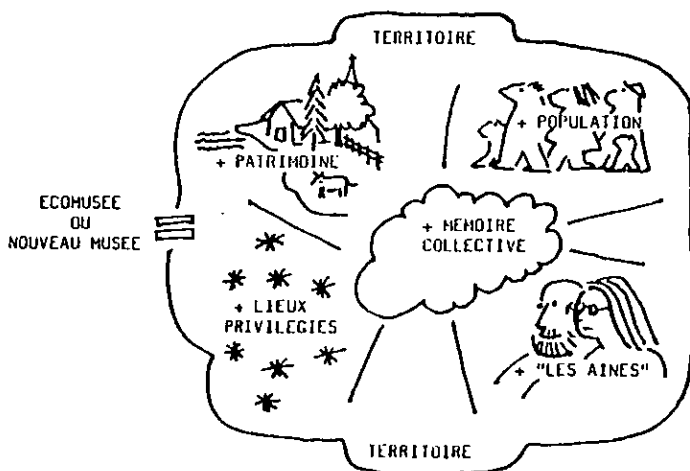 TERRITOIRE
+ POPULATION
+ PATRIMOINE
ECOMUSEE
OU
NOUVEAU MUSEE
+ MEMOIRE
COLLECTIVE
+ LIEUX
PRIVILEGIES
+ "LES AINES"
TERRITOIRE